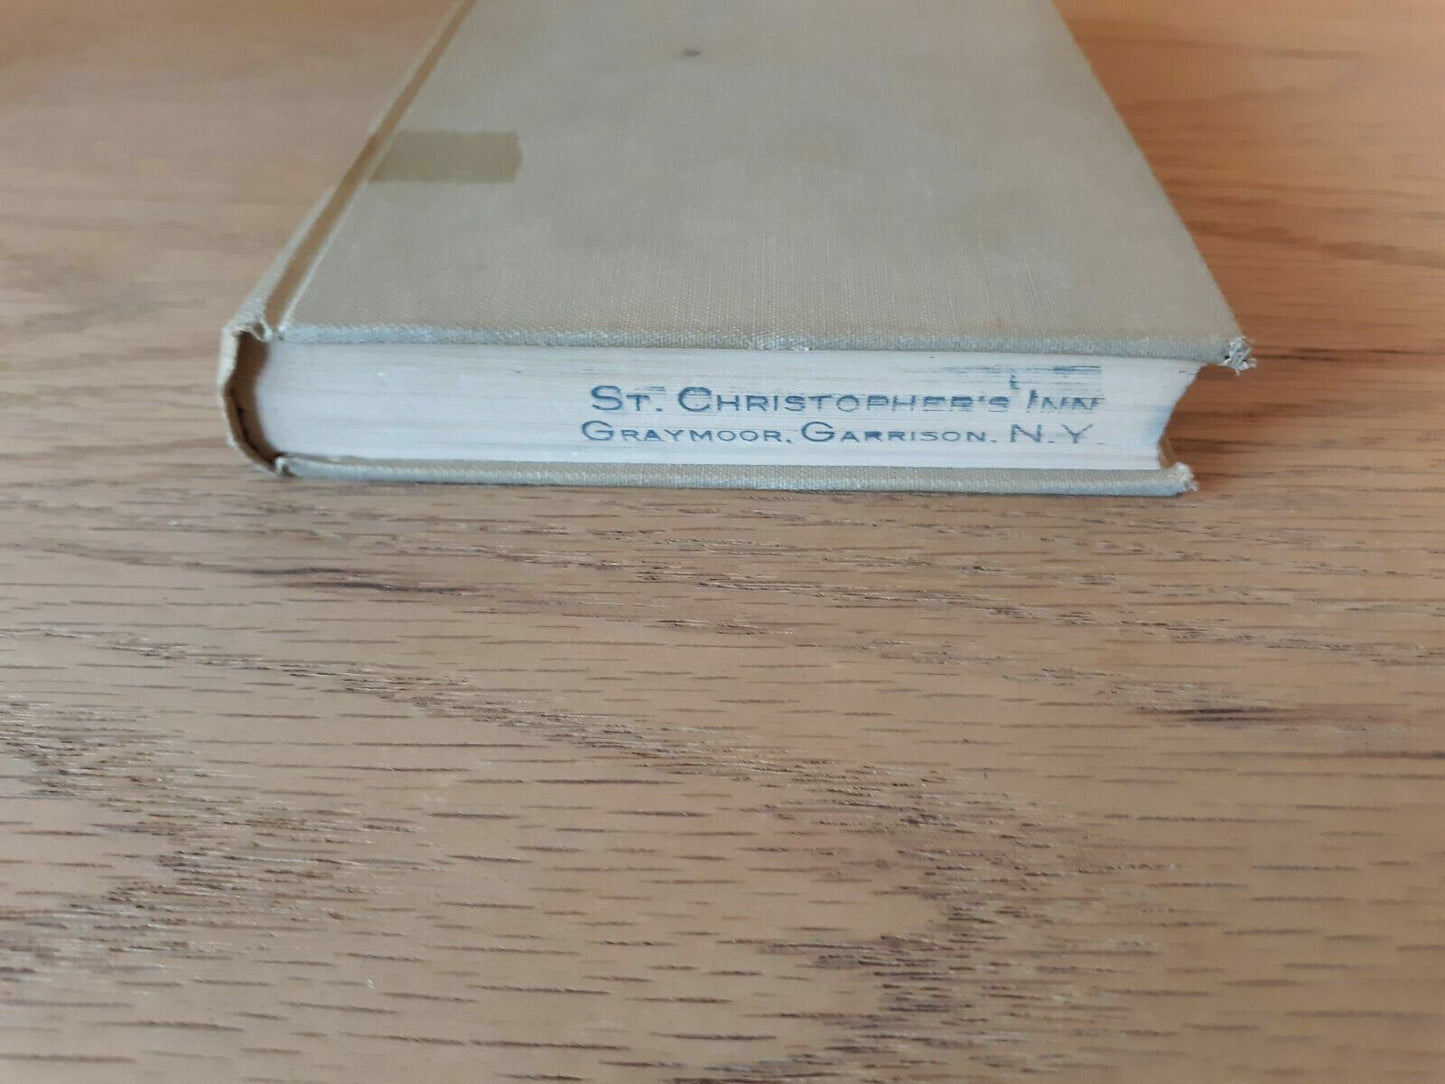 St. Christopher's Inn
Graymoor, Garrison, N.Y.